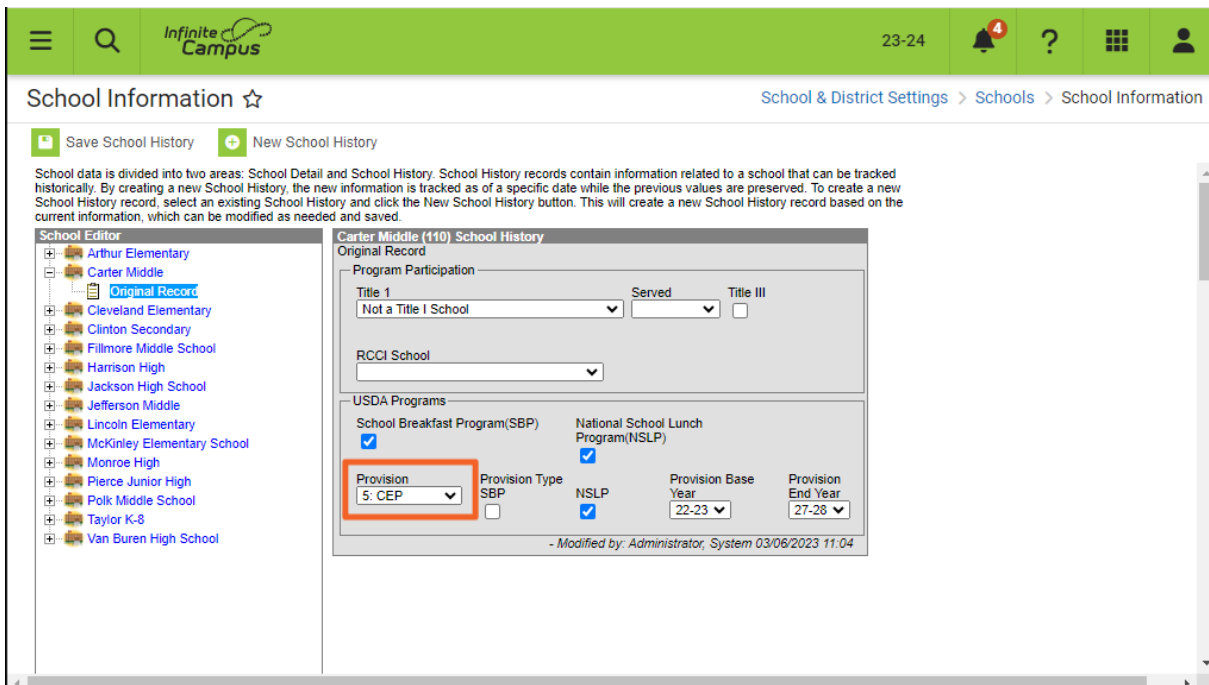 Infinite Campus
23-24
4
?
School Information
School & District Settings > Schools > School Information
Save School History
New School History
School data is divided into two areas: School Detail and School History. School History records contain information related to a school that can be tracked
historically. By creating a new School History, the new information is tracked as of a specific date while the previous values are preserved. To create a new
School History record, select an existing School History and click the New School History button. This will create a new School History record based on the
current information, which can be modified as needed and saved.
School Editor
Arthur Elementary
Carter Middle
Original Record
Cleveland Elementary
Clinton Secondary
Fillmore Middle School
Harrison High
Jackson High School
Jefferson Middle
Lincoln Elementary
McKinley Elementary School
Monroe High
Pierce Junior High
Polk Middle School
Taylor K-8
Van Buren High School
Carter Middle (110) School History
Original Record
Program Participation
Title 1
Served
Title III
Not a Title I School
RCCI School
USDA Programs
School Breakfast Program(SBP)
National School Lunch
Program(NSLP)
Provision
5: CEP
Provision Type
SBP
NSLP
Provision Base
Year
22-23
Provision
End Year
27-28
- Modified by: Administrator, System 03/06/2023 11:04